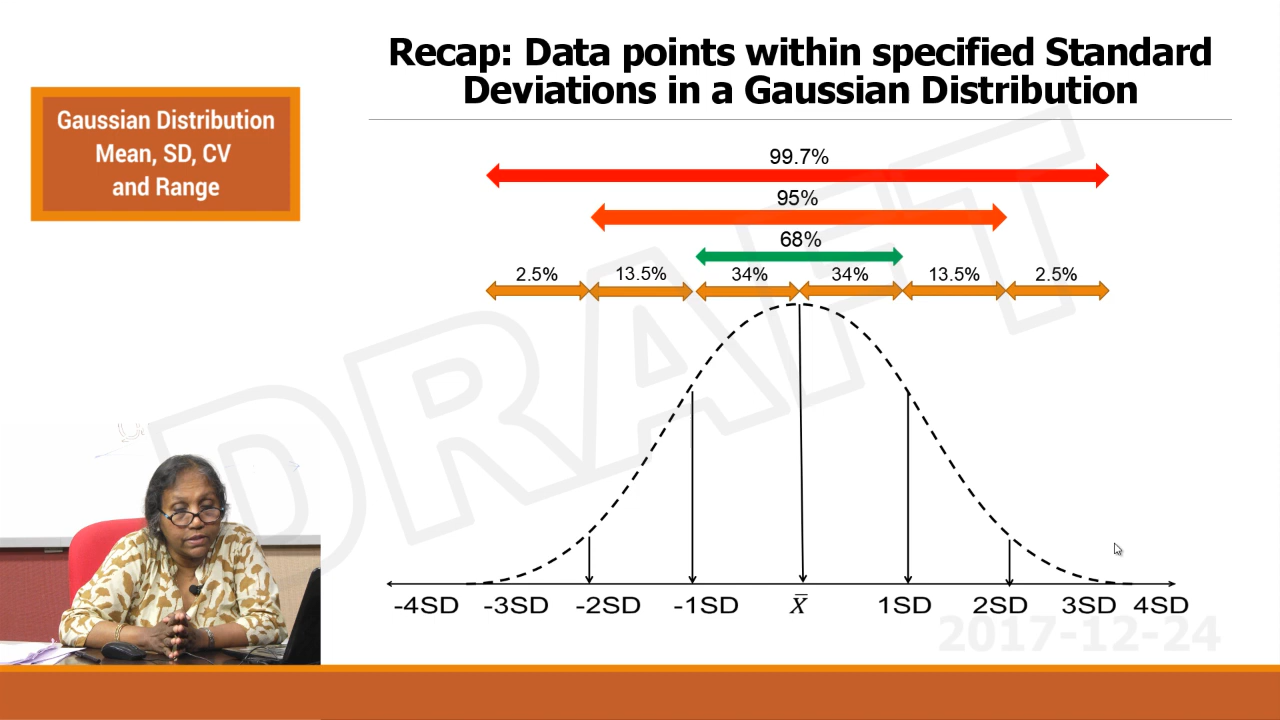 Recap: Data points within specified Standard
Deviations in a Gaussian Distribution
Gaussian Distribution
Mean, SD, CV
and Range
99.7%
95%
68%
2.5% 13.5% 34% 34% 13.5% 2.5%
DRAFT
-4SD -3SD -2SD -1SD X̅ 1SD 2SD 3SD 4SD
2017-12-24